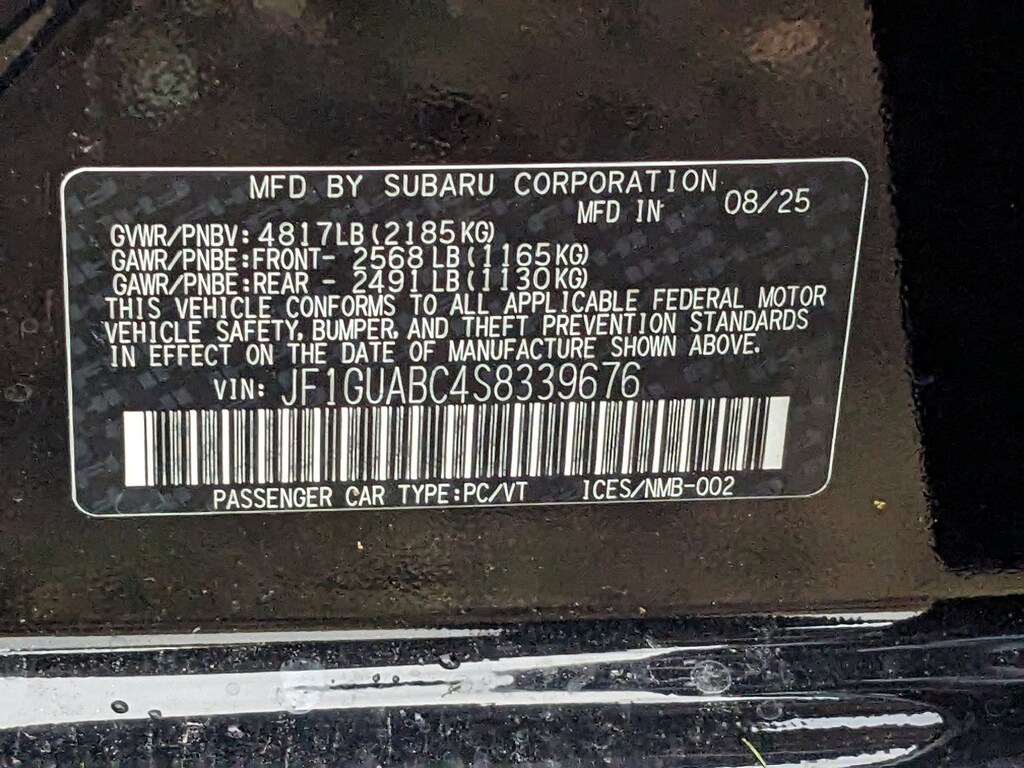 MFD BY SUBARU CORPORATION
MFD IN 08/25
GVWR/PNBV: 4817LB(2185KG)
GAWR/PNBE:FRONT- 2568LB(1165KG)
GAWR/PNBE:REAR - 2491LB(1130KG)
THIS VEHICLE CONFORMS TO ALL APPLICABLE FEDERAL MOTOR
VEHICLE SAFETY, BUMPER, AND THEFT PREVENTION STANDARDS
IN EFFECT ON THE DATE OF MANUFACTURE SHOWN ABOVE.
VIN: JF1GUABC4S8339676
PASSENGER CAR TYPE:PC/VT ICES/NMB-002